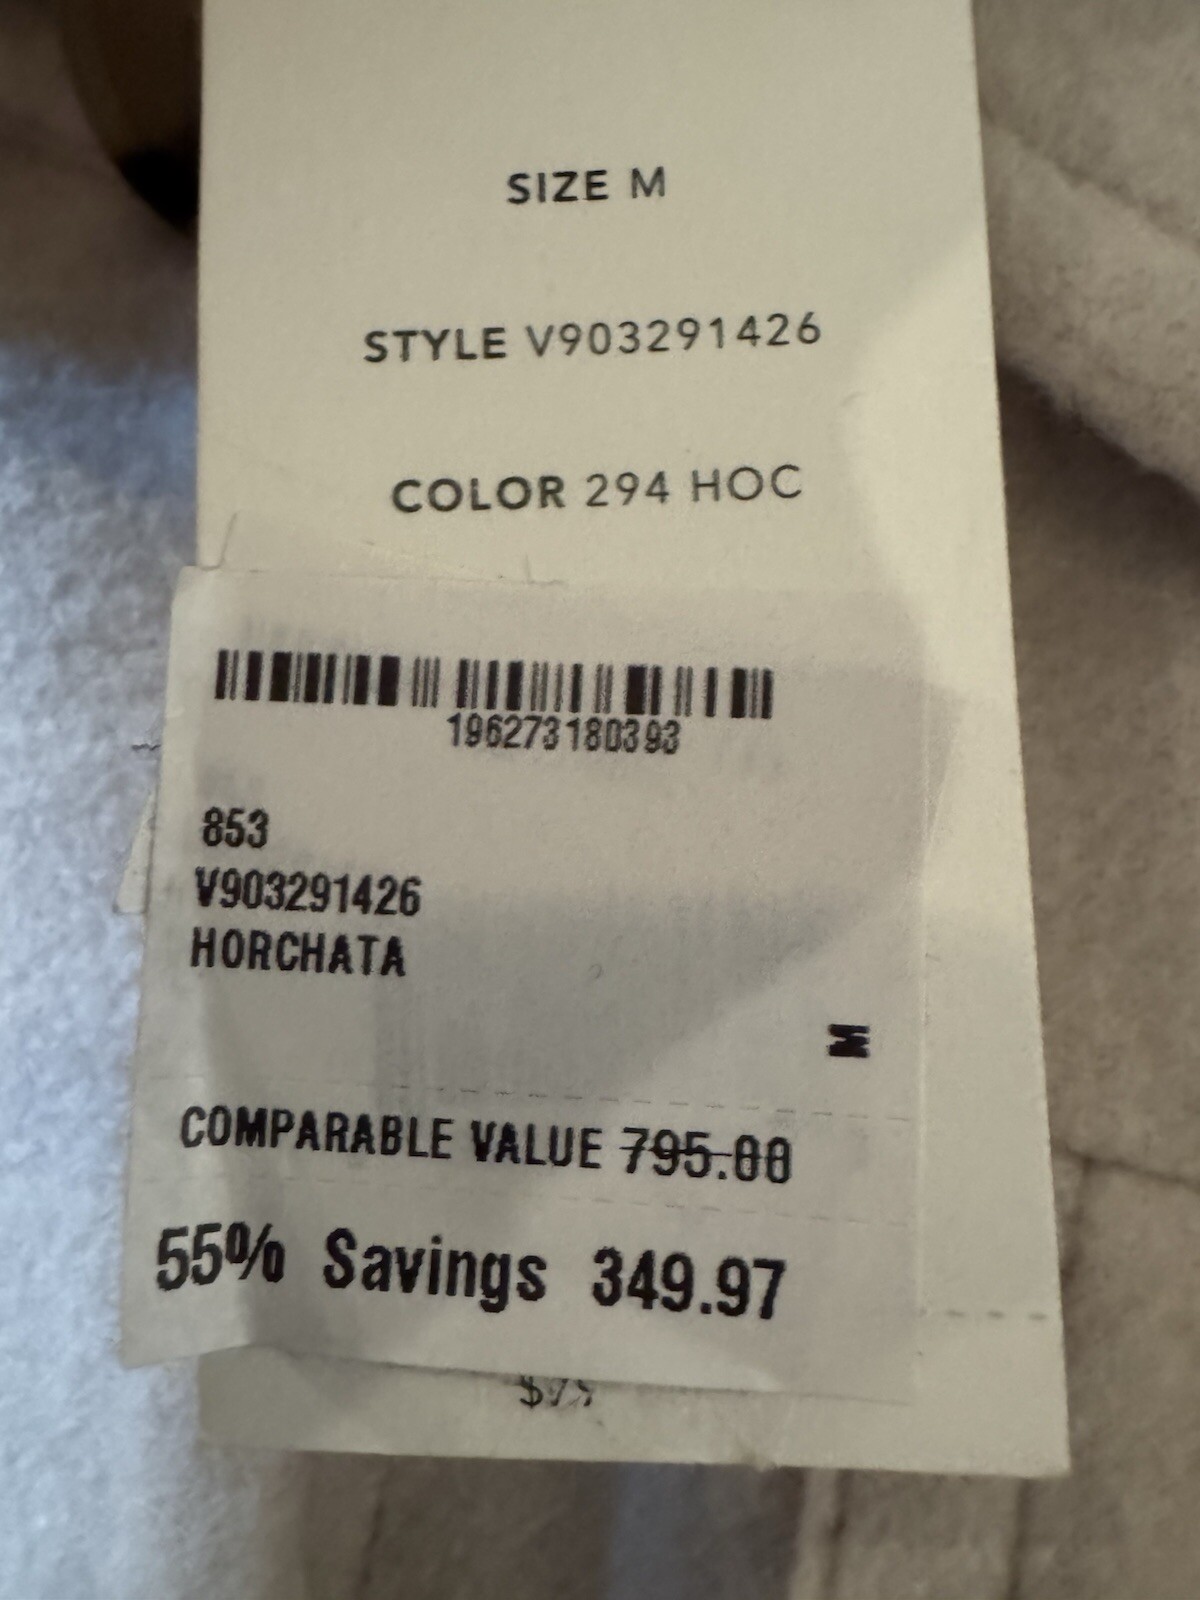 SIZE M
STYLE V903291426
COLOR 294 HOC
196273180393
853
V903291426
HORCHATA
M
COMPARABLE VALUE 795.00
55% Savings 349.97